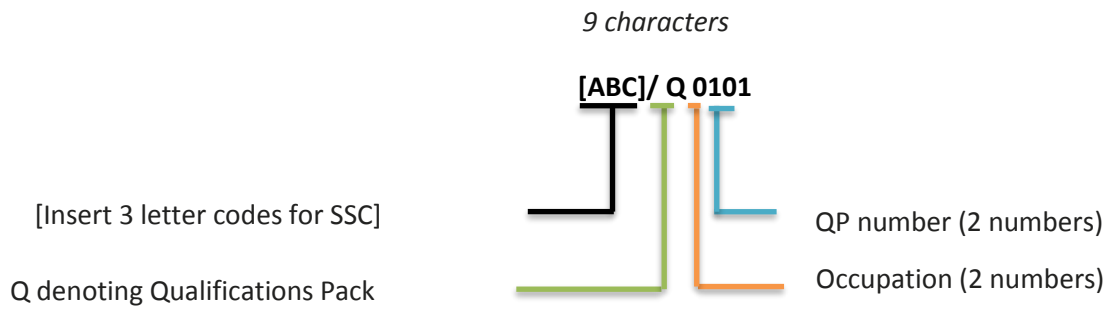 9 characters
[ABC]/ Q 0101
[Insert 3 letter codes for SSC]
QP number (2 numbers)
Q denoting Qualifications Pack
Occupation (2 numbers)